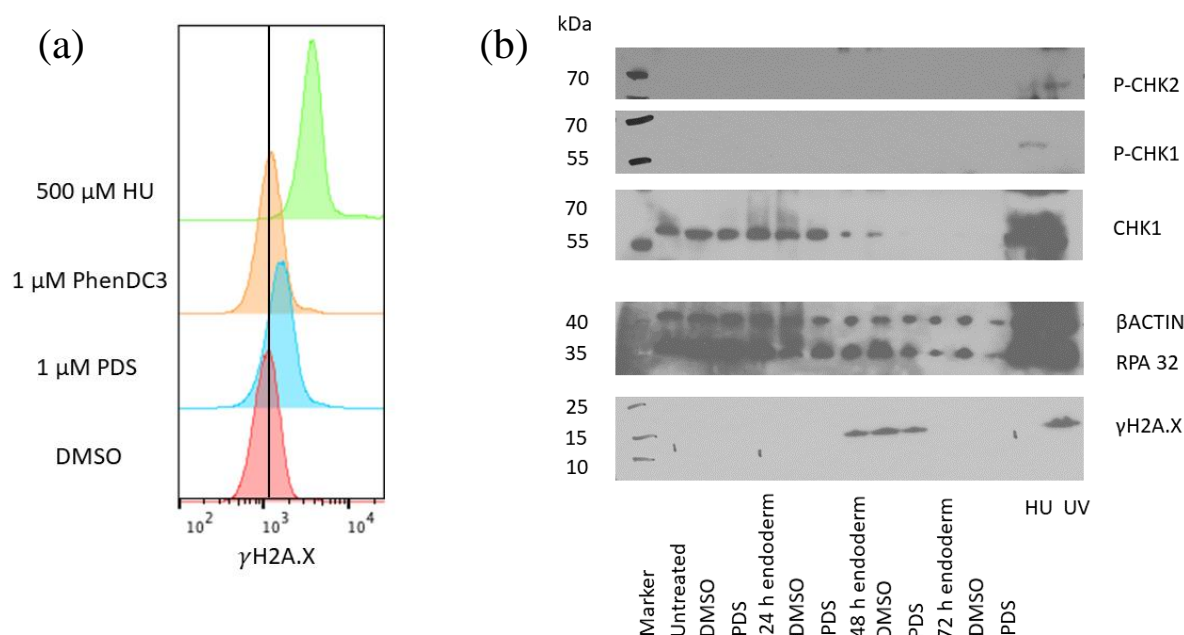 (a)
500 μM HU
1 μM PhenDC3
1 μM PDS
DMSO
10² 10³ 10⁴
γH2A.X
(b)
kDa
70
P-CHK2
70
55
P-CHK1
70
55
CHK1
40
βACTIN
35
RPA 32
25
15
10
γH2A.X
HU UV
Marker
Untreated
DMSO
PDS
24 h endoderm
DMSO
PDS
48 h endoderm
DMSO
PDS
72 h endoderm
DMSO
PDS